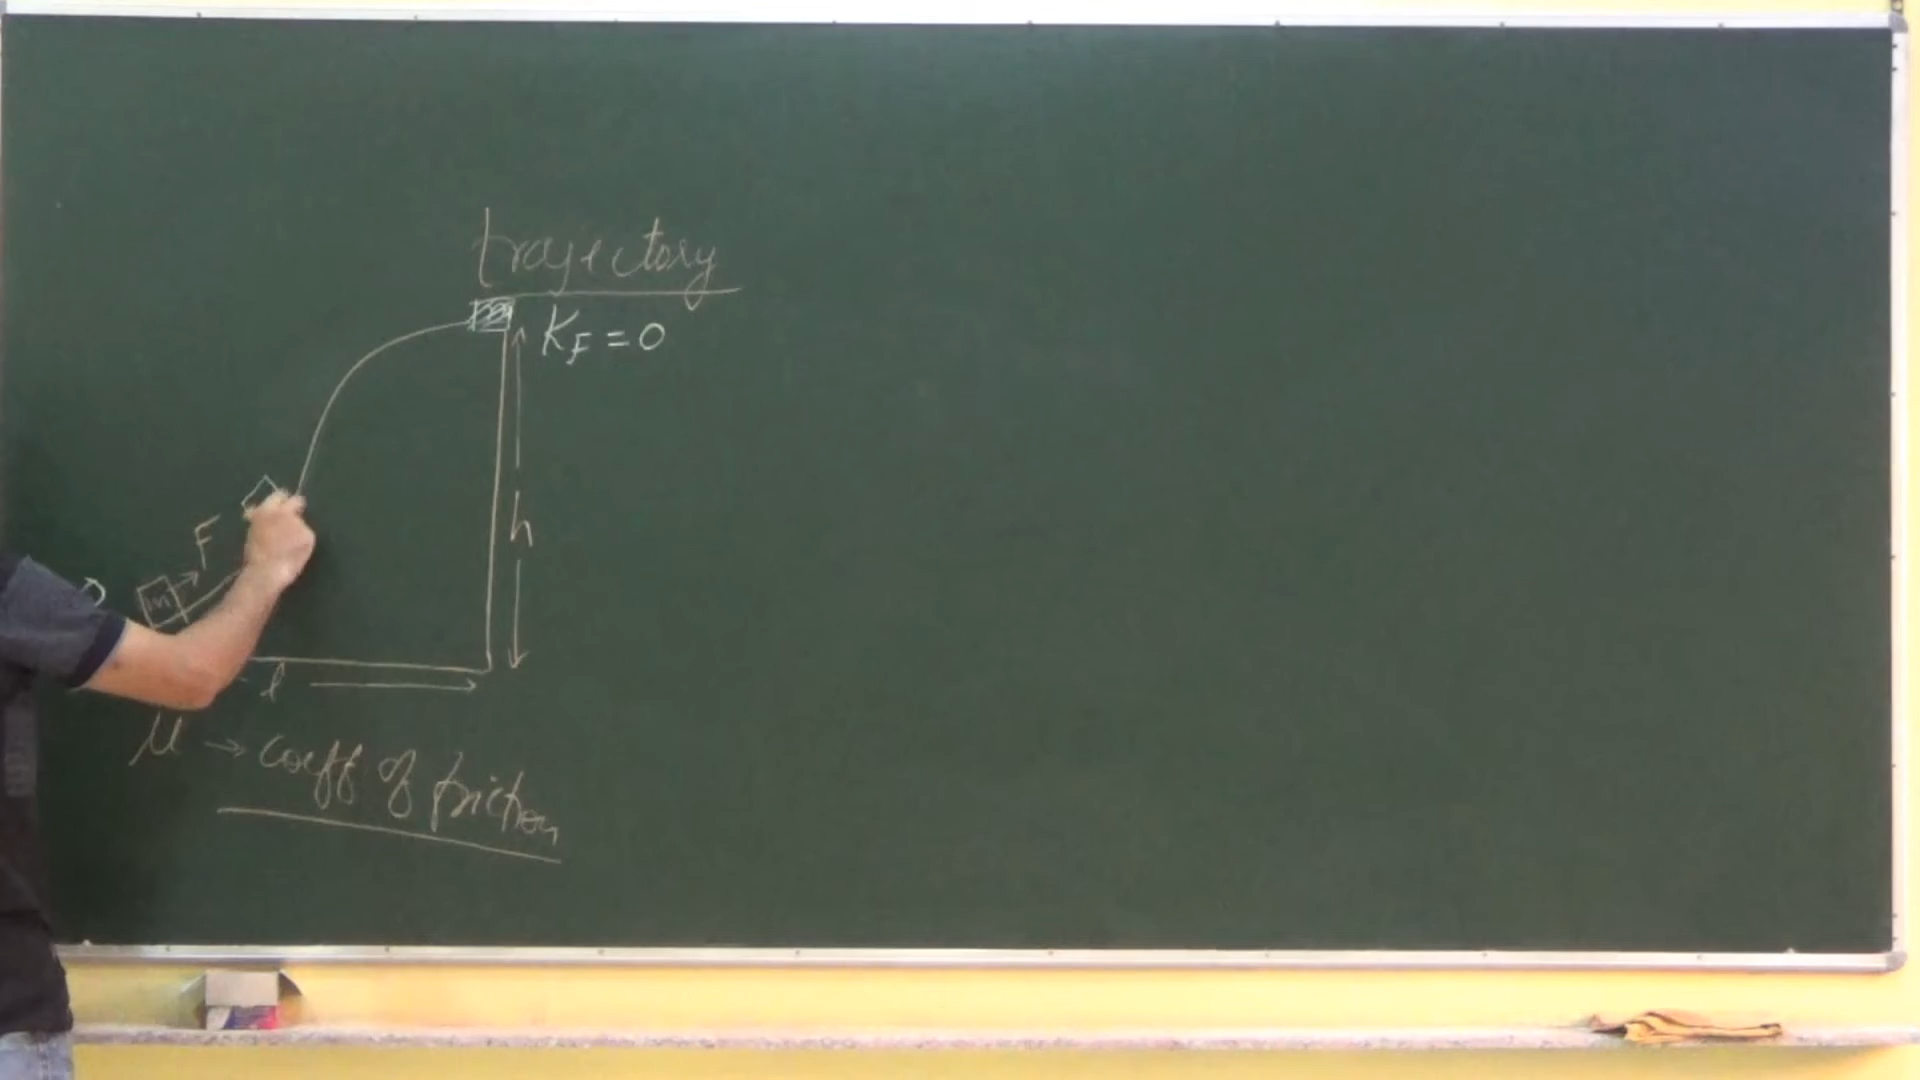 trajectory
K_F = 0
h
F
m
l
μ → coeff of friction